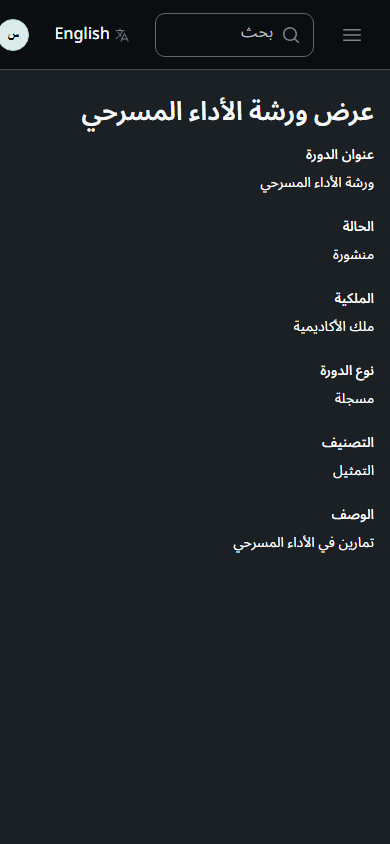 بحث
English
س
عرض ورشة الأداء المسرحي
عنوان الدورة
ورشة الأداء المسرحي
الحالة
منشورة
الملكية
ملك الأكاديمية
نوع الدورة
مسجلة
التصنيف
التمثيل
الوصف
تمارين في الأداء المسرحي